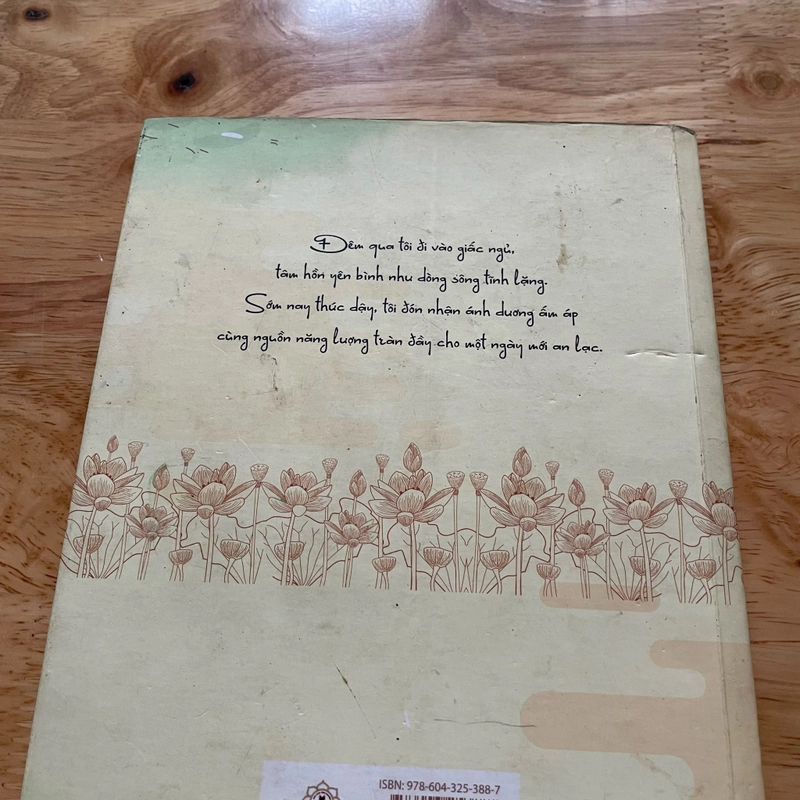 Đêm qua tôi đi vào giấc ngủ,
tâm hồn yên bình như dòng sông tĩnh lặng.
Sớm nay thức dậy, tôi đón nhận ánh dương ấm áp
cùng nguồn năng lượng tràn đầy cho một ngày mới an lạc.
ISBN: 978-604-325-388-7